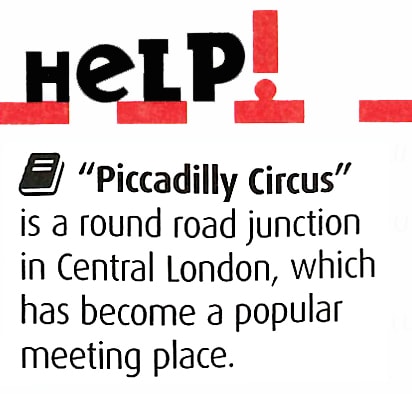 HeLP!
"Piccadilly Circus"
is a round road junction
in Central London, which
has become a popular
meeting place.